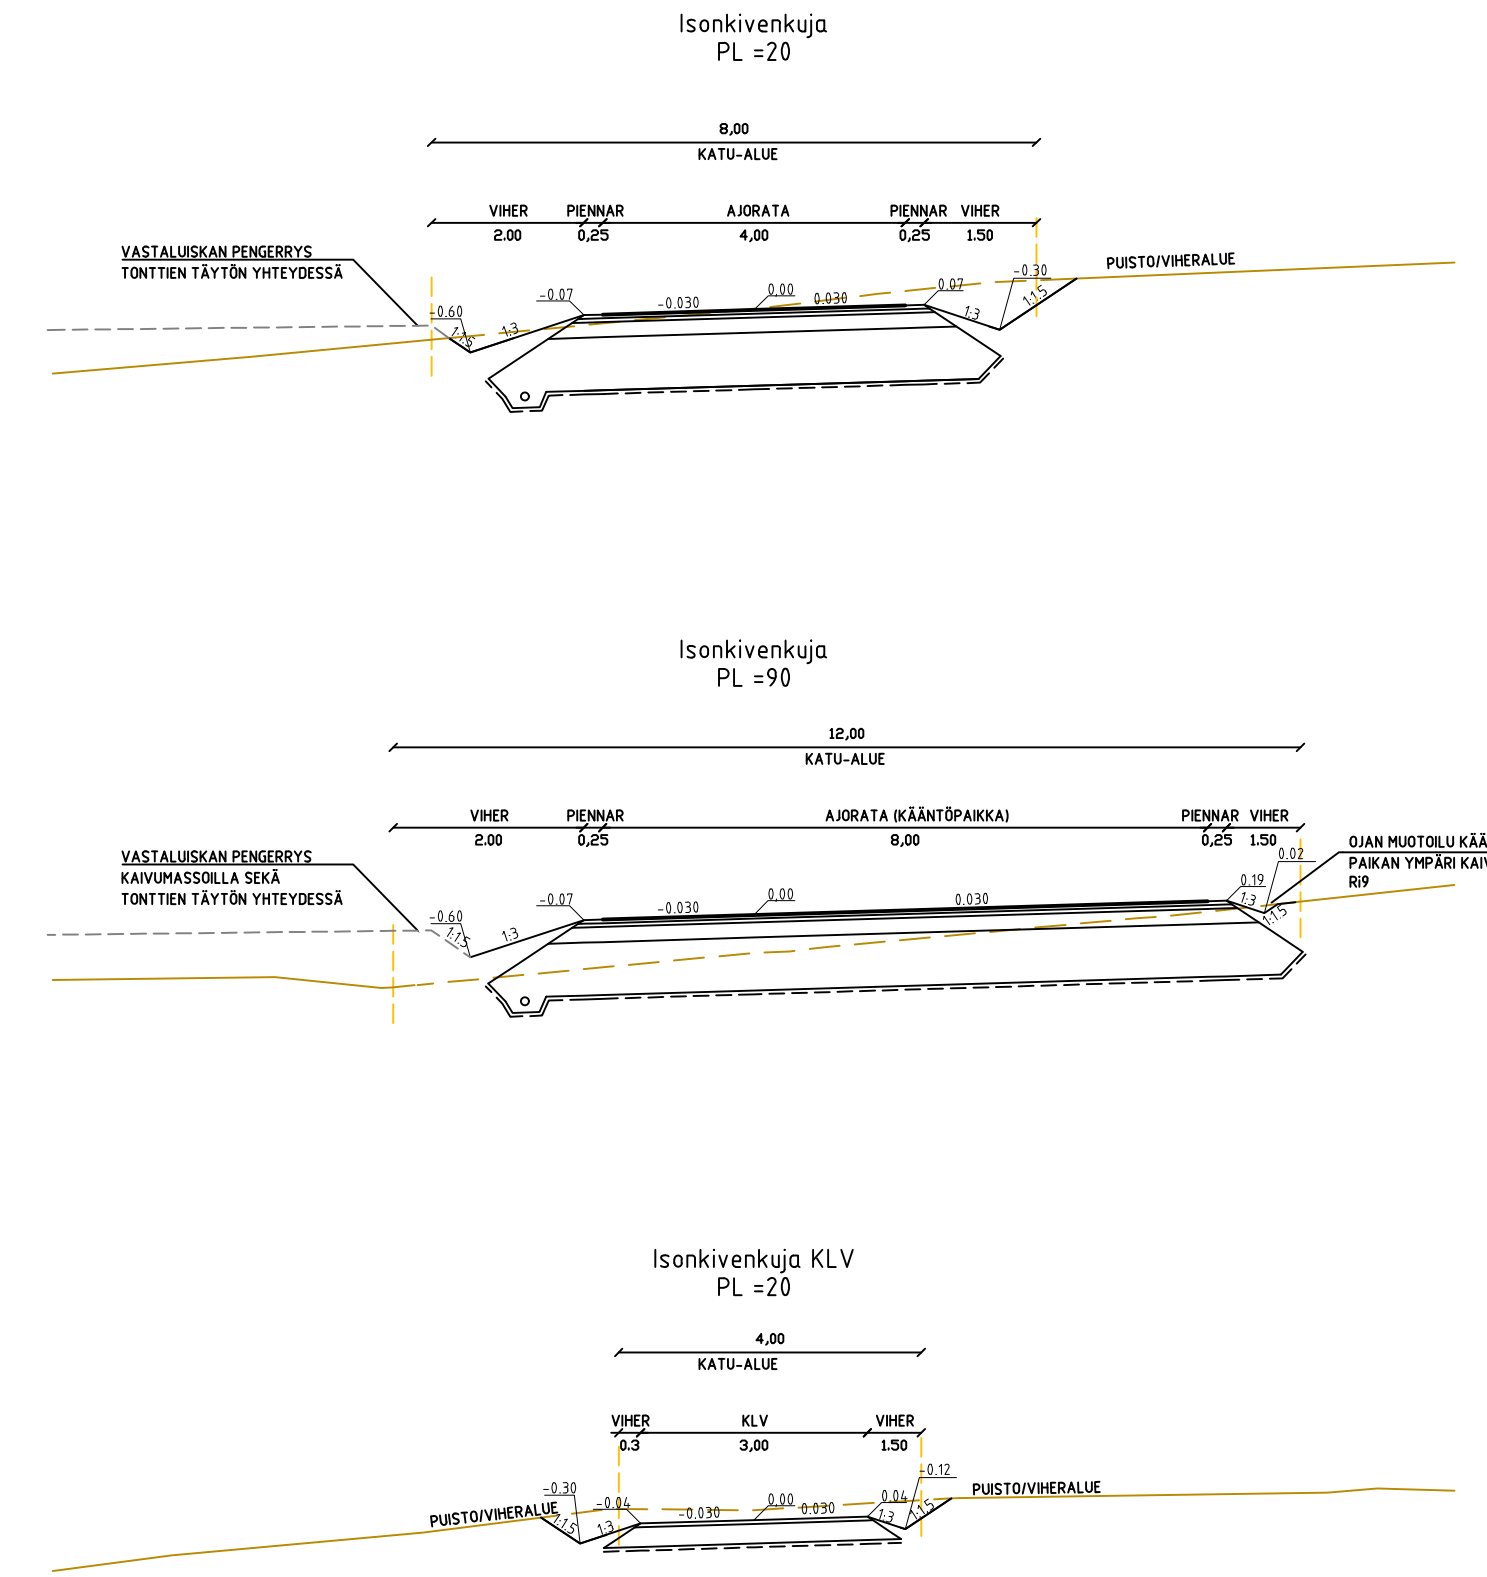 Isonkivenkuja
PL =20
8,00
KATU-ALUE
VIHER PIENNAR AJORATA PIENNAR VIHER
2.00 0,25 4,00 0,25 1.50
VASTALUISKAN PENGERRYS
TONTTIEN TÄYTÖN YHTEYDESSÄ
PUISTO/VIHERALUE
-0.60 -0.07 -0.030 0,00 0.030 0.07 -0.30
1:1.5 1:3 1:3 1:1.5
Isonkivenkuja
PL =90
12,00
KATU-ALUE
VIHER PIENNAR AJORATA (KÄÄNTÖPAIKKA) PIENNAR VIHER
2.00 0,25 8,00 0,25 1.50
VASTALUISKAN PENGERRYS
KAIVUMASSOILLA SEKÄ
TONTTIEN TÄYTÖN YHTEYDESSÄ
OJAN MUOTOILU KÄÄ
PAIKAN YMPÄRI KAIV
Ri9
-0.60 -0.07 -0.030 0,00 0.030 0.19 0.02
1:1.5 1:3 1:3 1:1.5
Isonkivenkuja KLV
PL =20
4,00
KATU-ALUE
VIHER KLV VIHER
0.3 3,00 1.50
PUISTO/VIHERALUE
-0.30 -0.04 -0.030 0,00 0.030 0.04 -0.12
1:1.5 1:3 1:3 1:1.5
PUISTO/VIHERALUE